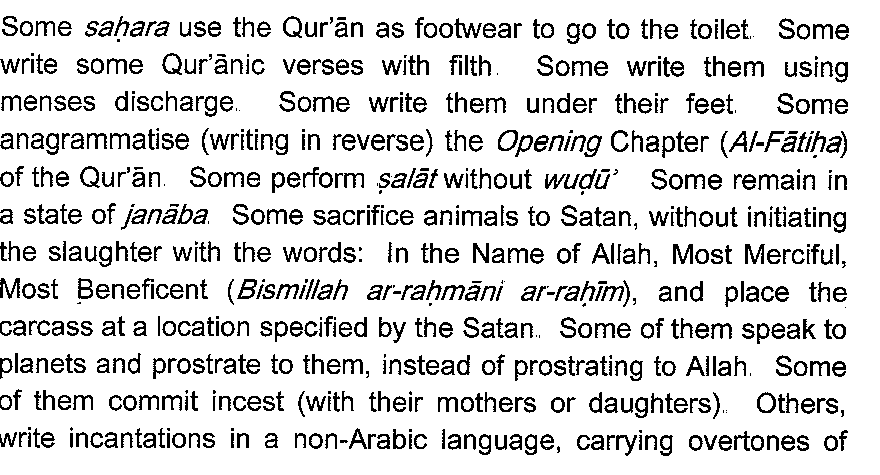 Some saḥara use the Qur'ān as footwear to go to the toilet. Some
write some Qur'ānic verses with filth. Some write them using
menses discharge. Some write them under their feet. Some
anagrammatise (writing in reverse) the Opening Chapter (Al-Fātiḥa)
of the Qur'ān. Some perform ṣalāt without wuḍū' Some remain in
a state of janāba. Some sacrifice animals to Satan, without initiating
the slaughter with the words: In the Name of Allah, Most Merciful,
Most Beneficent (Bismillah ar-raḥmāni ar-raḥīm), and place the
carcass at a location specified by the Satan. Some of them speak to
planets and prostrate to them, instead of prostrating to Allah. Some
of them commit incest (with their mothers or daughters). Others,
write incantations in a non-Arabic language, carrying overtones of